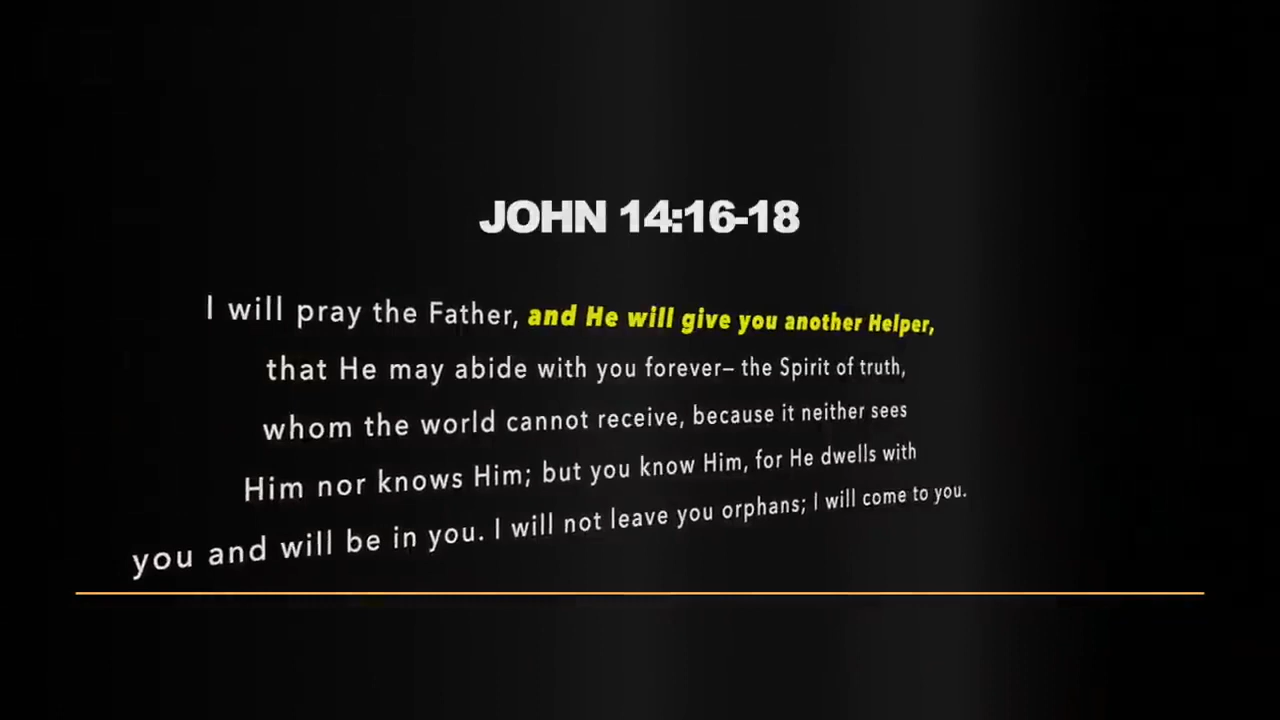 JOHN 14:16-18
I will pray the Father, and He will give you another Helper,
that He may abide with you forever– the Spirit of truth,
whom the world cannot receive, because it neither sees
Him nor knows Him; but you know Him, for He dwells with
you and will be in you. I will not leave you orphans; I will come to you.